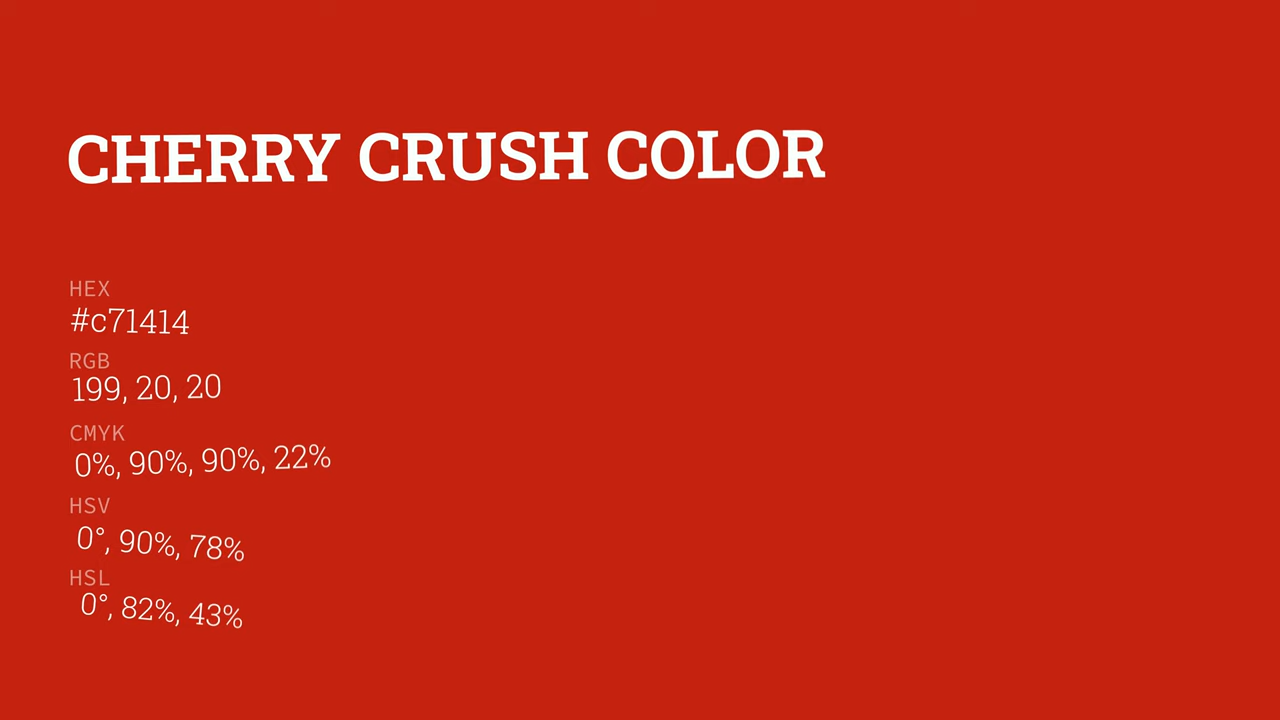 CHERRY CRUSH COLOR
HEX
#c71414
RGB
199, 20, 20
CMYK
0%, 90%, 90%, 22%
HSV
0°, 90%, 78%
HSL
0°, 82%, 43%